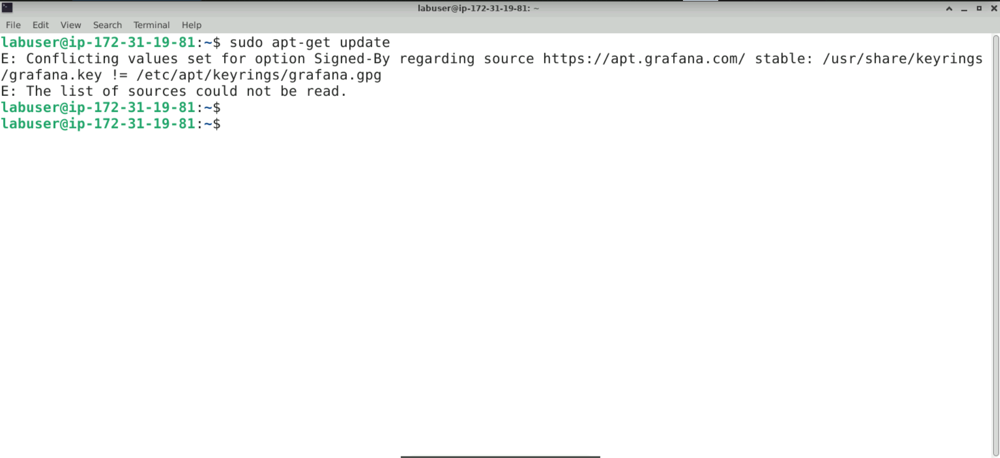 labuser@ip-172-31-19-81: ~
File Edit View Search Terminal Help
labuser@ip-172-31-19-81:~$ sudo apt-get update
E: Conflicting values set for option Signed-By regarding source https://apt.grafana.com/ stable: /usr/share/keyrings
/grafana.key != /etc/apt/keyrings/grafana.gpg
E: The list of sources could not be read.
labuser@ip-172-31-19-81:~$
labuser@ip-172-31-19-81:~$